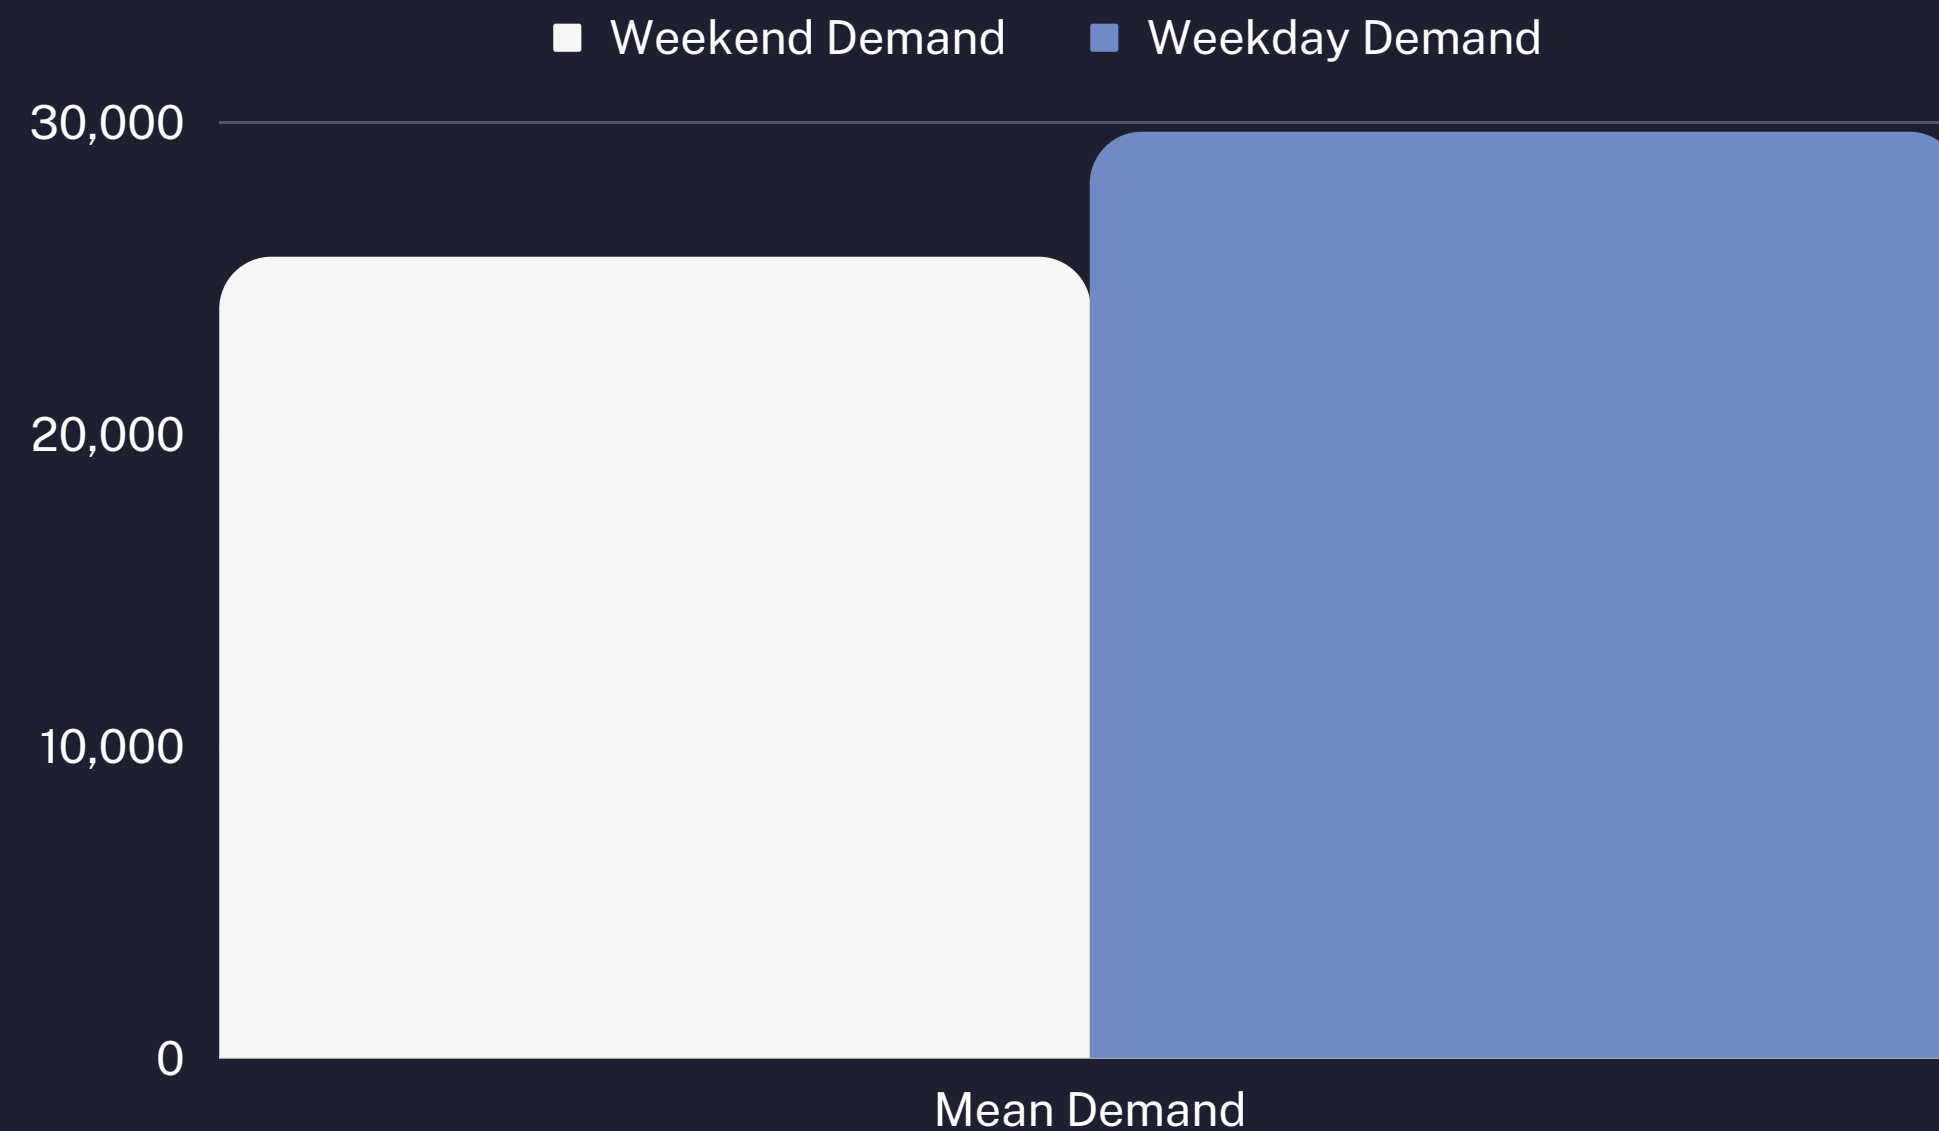 Weekend Demand Weekday Demand
30,000
20,000
10,000
0
Mean Demand